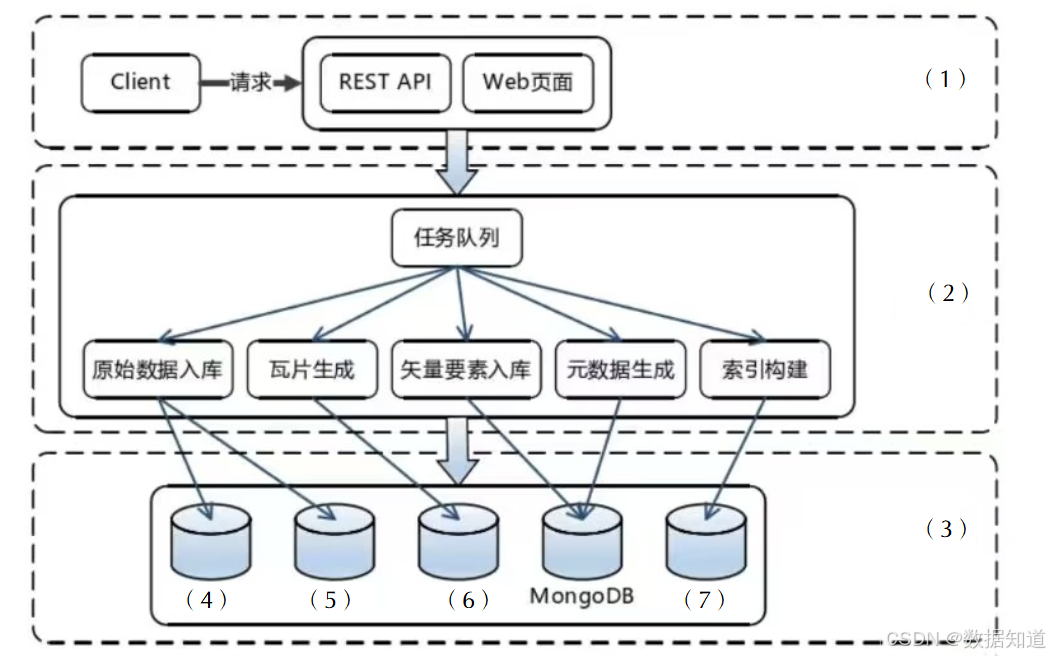 Client
请求
REST API
Web页面
（1）
任务队列
（2）
原始数据入库
瓦片生成
矢量要素入库
元数据生成
索引构建
（3）
（4）
（5）
（6）
MongoDB
（7）
CSDN @数据知道